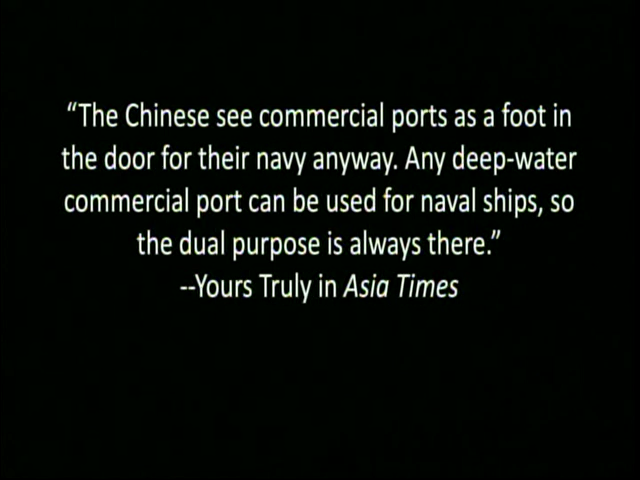 “The Chinese see commercial ports as a foot in
the door for their navy anyway. Any deep-water
commercial port can be used for naval ships, so
the dual purpose is always there.”
--Yours Truly in Asia Times